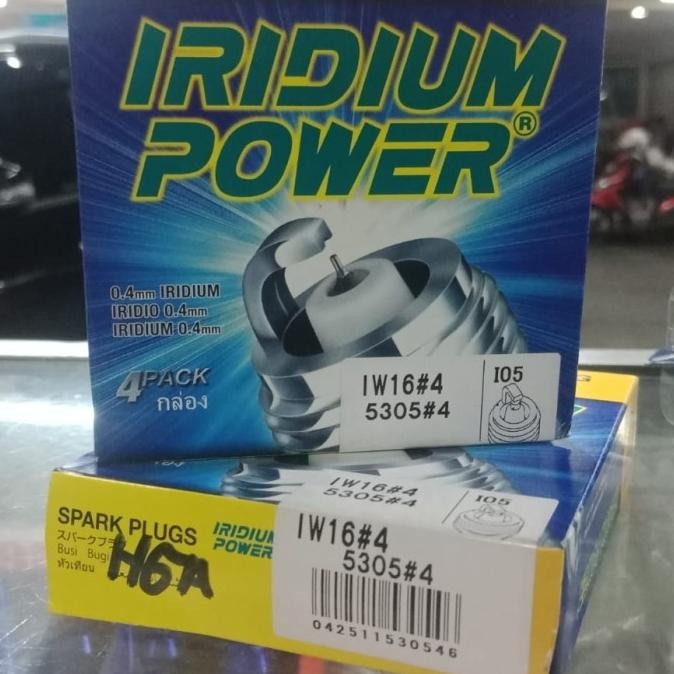 IRIDIUM
POWER®
0.4mm IRIDIUM
IRIDIO 0.4mm
IRIDIUM-0.4mm
4PACK
กล่อง
IW16#4
5305#4
I05
IW16#4
5305#4
I05
SPARK PLUGS
スパークプラ
Busi Bugi
หัวเทียน
H6A
IRIDIUM
POWER
IW16#4
5305#4
042511530546